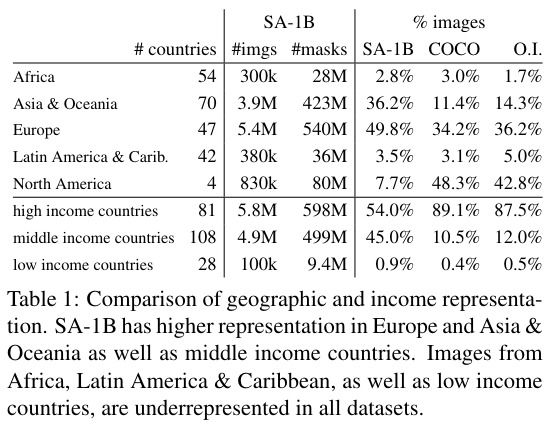 SA-1B % images
# countries #imgs #masks SA-1B COCO O.I.
Africa 54 300k 28M 2.8% 3.0% 1.7%
Asia & Oceania 70 3.9M 423M 36.2% 11.4% 14.3%
Europe 47 5.4M 540M 49.8% 34.2% 36.2%
Latin America & Carib. 42 380k 36M 3.5% 3.1% 5.0%
North America 4 830k 80M 7.7% 48.3% 42.8%
high income countries 81 5.8M 598M 54.0% 89.1% 87.5%
middle income countries 108 4.9M 499M 45.0% 10.5% 12.0%
low income countries 28 100k 9.4M 0.9% 0.4% 0.5%
Table 1: Comparison of geographic and income representa-
tion. SA-1B has higher representation in Europe and Asia &
Oceania as well as middle income countries. Images from
Africa, Latin America & Caribbean, as well as low income
countries, are underrepresented in all datasets.